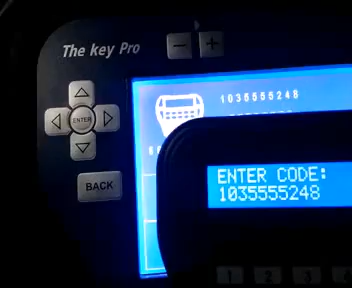 The key Pro
- +
1035555248
ENTER
BACK
ENTER CODE:
1035555248